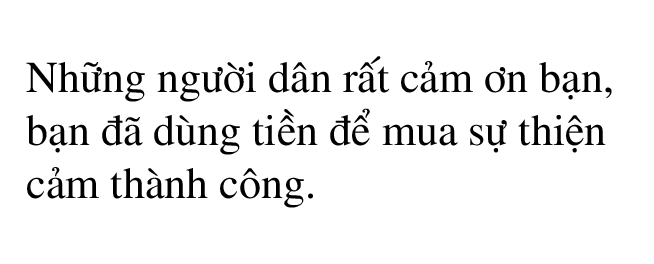 Những người dân rất cảm ơn bạn,
bạn đã dùng tiền để mua sự thiện
cảm thành công.